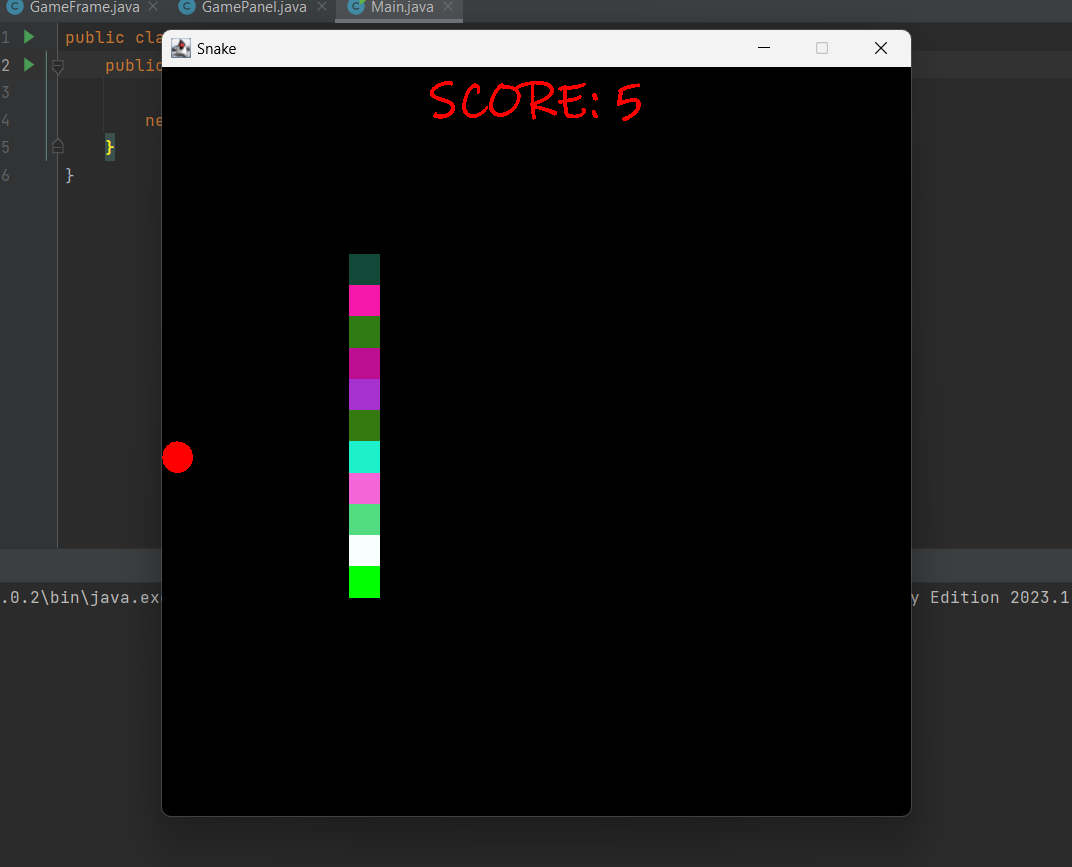 GameFrame.java GamePanel.java Main.java
Snake
1 public cla
2 public
3
4 ne
5 }
6 }
SCORE: 5
.0.2\bin\java.ex
y Edition 2023.1